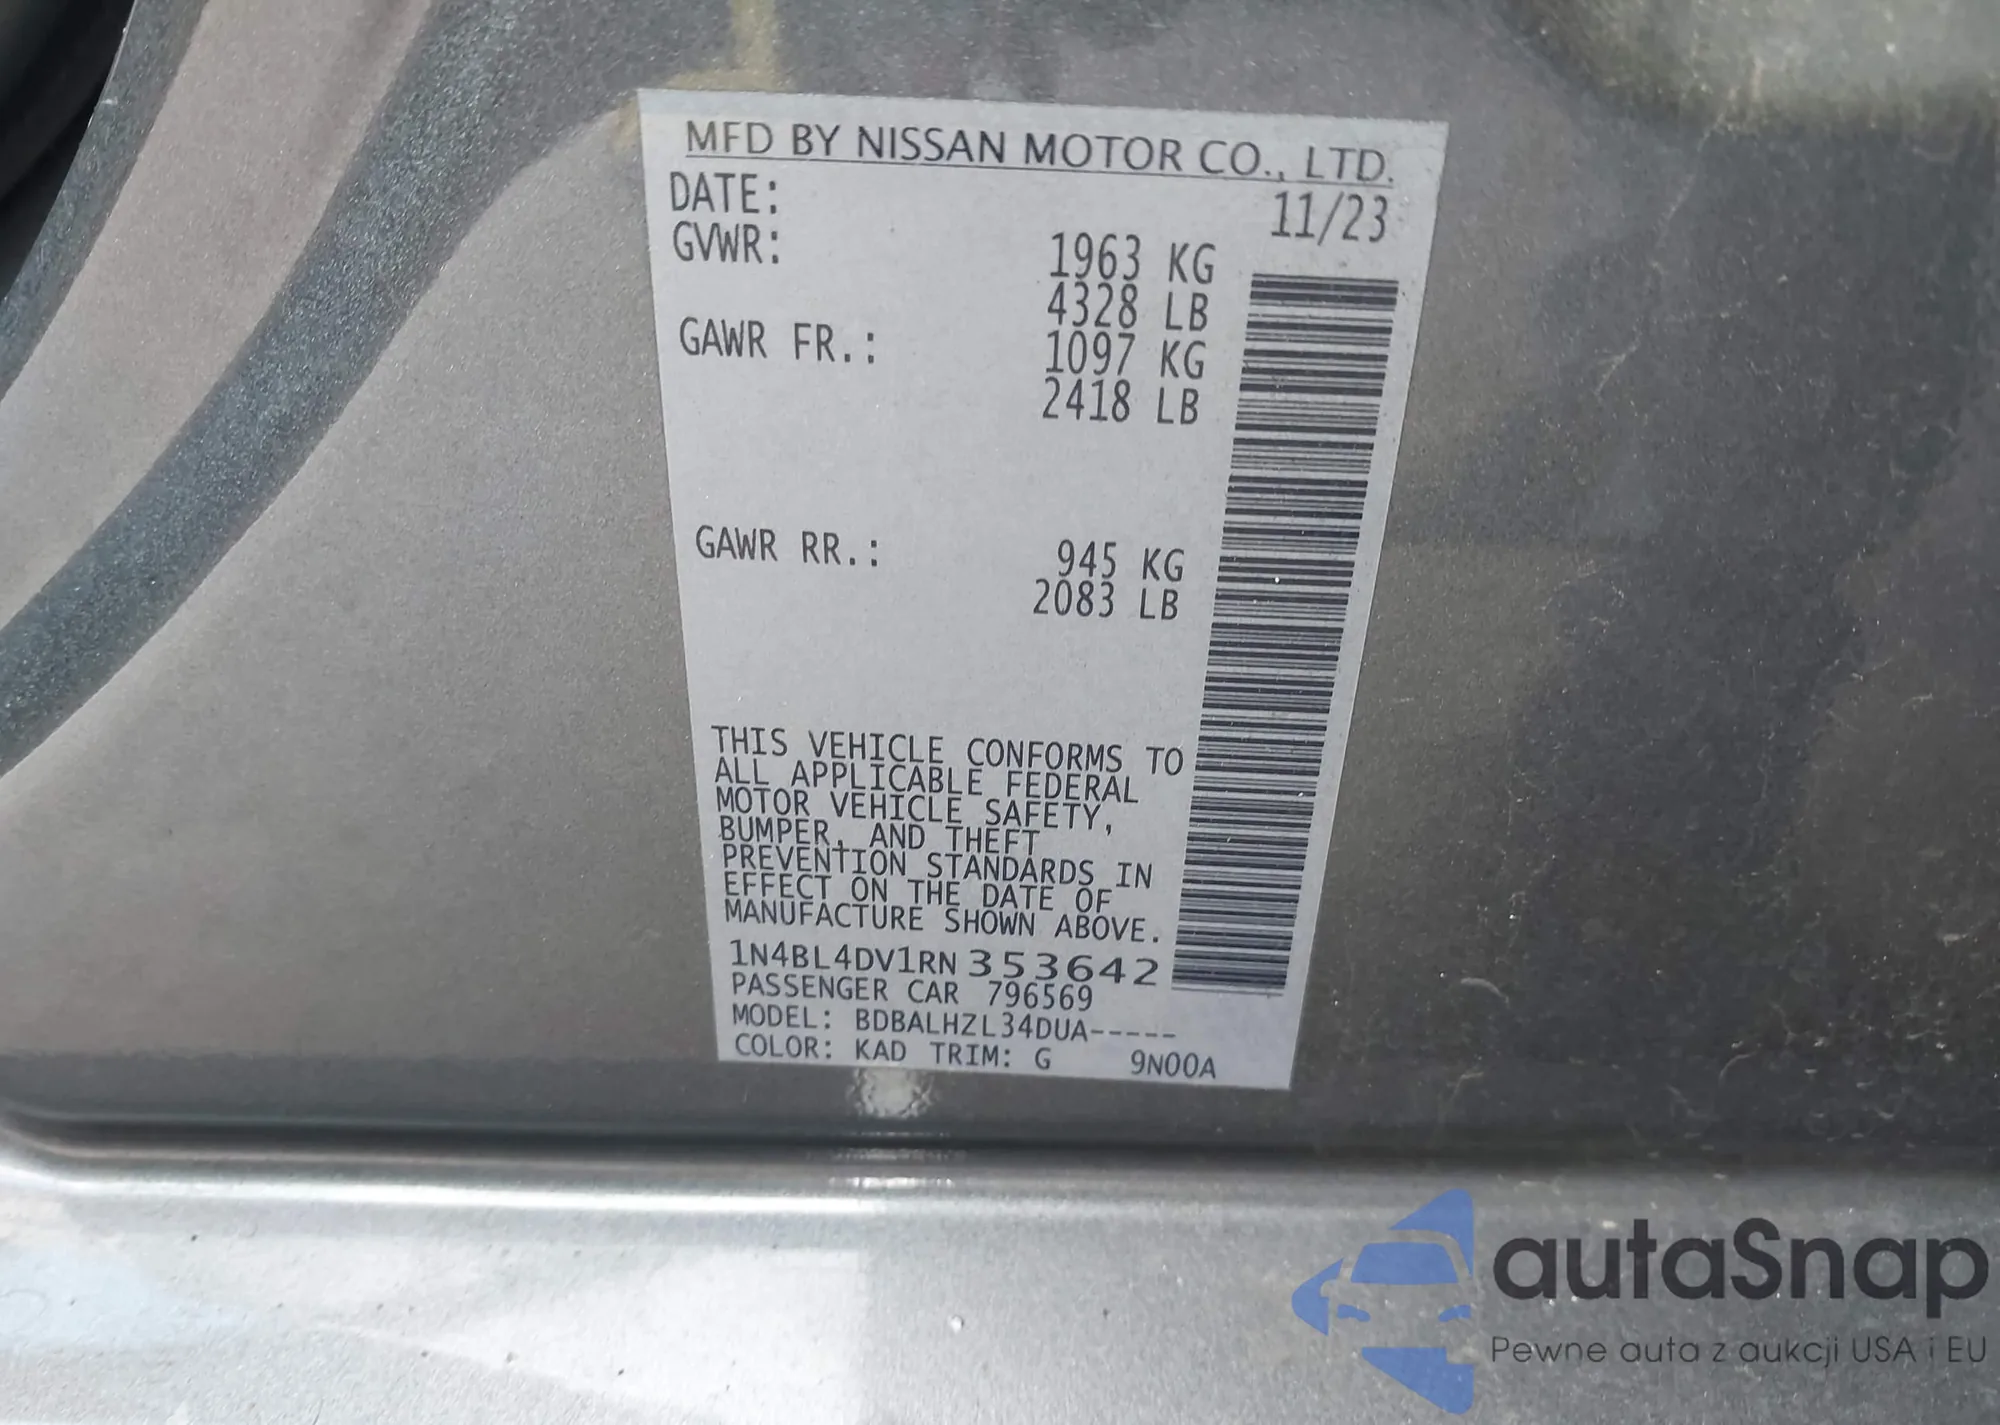 MFD BY NISSAN MOTOR CO., LTD.
DATE: 11/23
GVWR: 1963 KG
4328 LB
GAWR FR.: 1097 KG
2418 LB
GAWR RR.: 945 KG
2083 LB
THIS VEHICLE CONFORMS TO
ALL APPLICABLE FEDERAL
MOTOR VEHICLE SAFETY,
BUMPER, AND THEFT
PREVENTION STANDARDS IN
EFFECT ON THE DATE OF
MANUFACTURE SHOWN ABOVE.
1N4BL4DV1RN353642
PASSENGER CAR 796569
MODEL: BDBALHZL34DUA-----
COLOR: KAD TRIM: G 9N00A
autaSnap
Pewne auta z aukcji USA i EU